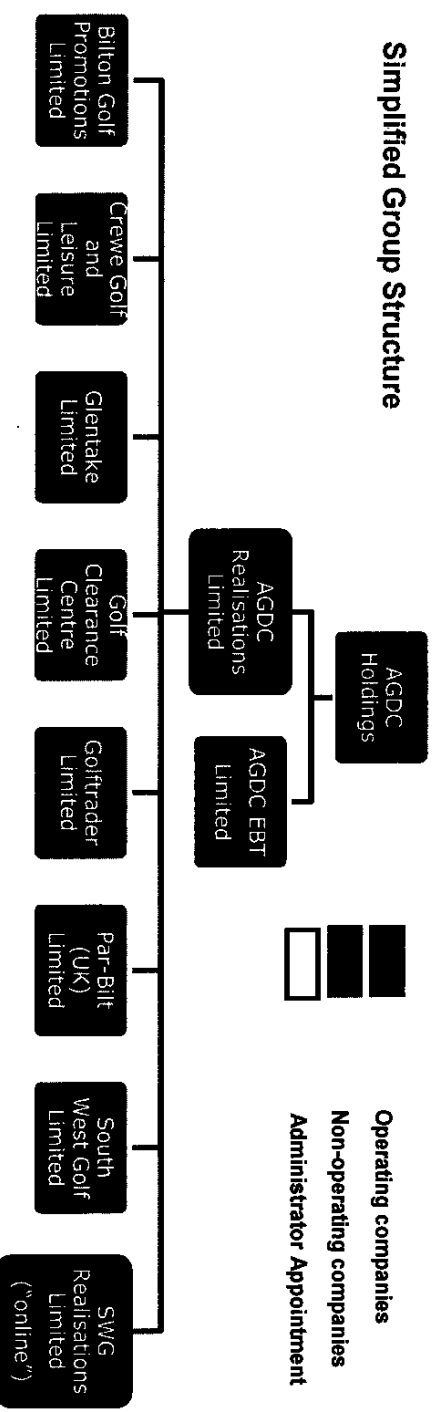 Simplified Group Structure
AGDC
Holdings
Operating companies
Non-operating companies
Administrator Appointment
AGDC
Realisations
Limited
AGDC EBT
Limited
Bilton Golf
Promotions
Limited
Crewe Golf
and
Leisure
Limited
Glentake
Limited
Golf
Clearance
Centre
Limited
Golftrader
Limited
Par-Bilt
(UK)
Limited
South
West Golf
Limited
SWG
Realisations
Limited
("online")